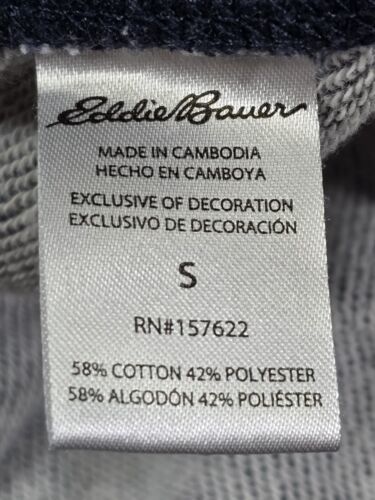 Eddie Bauer
MADE IN CAMBODIA
HECHO EN CAMBOYA
EXCLUSIVE OF DECORATION
EXCLUSIVO DE DECORACIÓN
S
RN#157622
58% COTTON 42% POLYESTER
58% ALGODÓN 42% POLIÉSTER